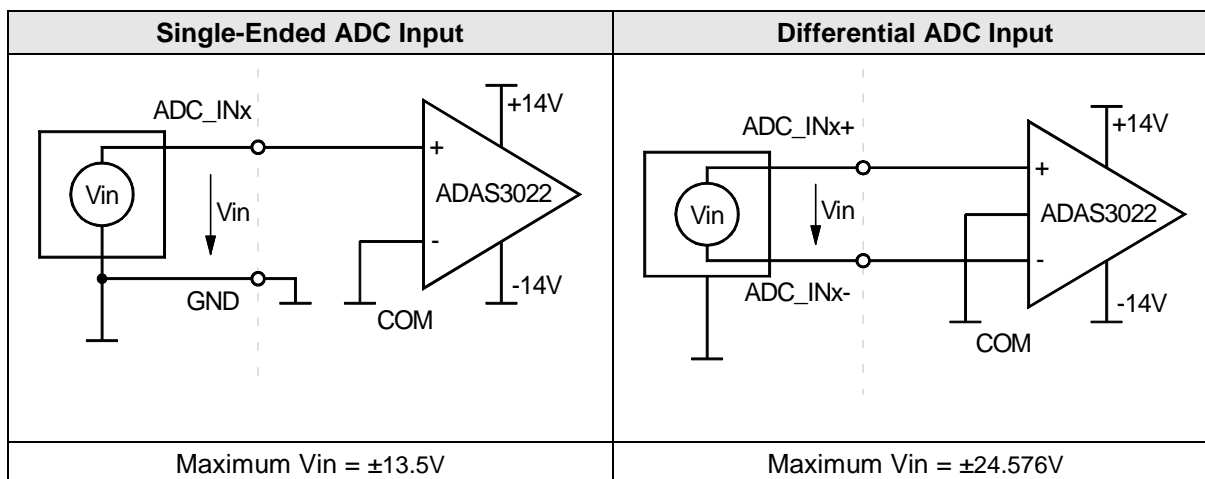 Single-Ended ADC Input
Differential ADC Input
ADC_INx
+14V
+
Vin
Vin
ADAS3022
-
-14V
GND
COM
ADC_INx+
+14V
+
Vin
Vin
ADAS3022
-
ADC_INx-
-14V
COM
Maximum Vin = ±13.5V
Maximum Vin = ±24.576V